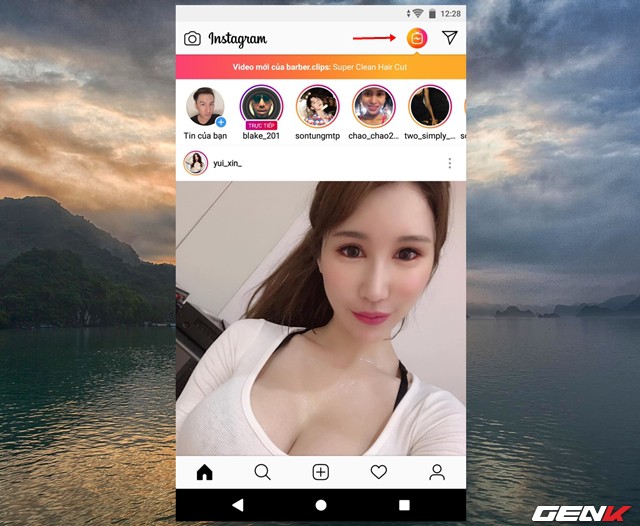 12:28
Instagram
Video mới của barber.clips: Super Clean Hair Cut
TRỰC TIẾP
Tin của bạn blake_201 sontungmtp chao_chao2... two_simply_...
yui_xin_
GENK